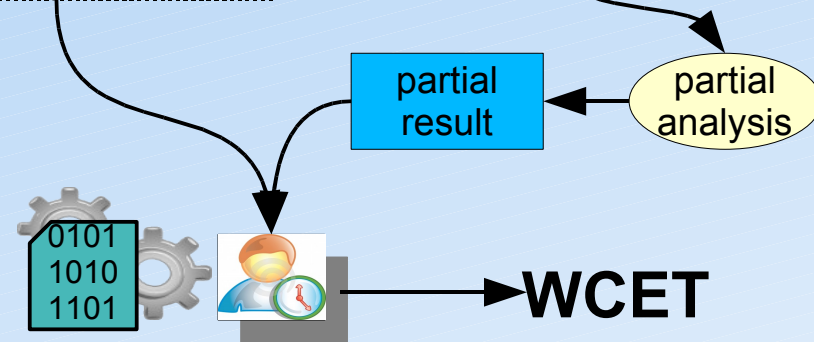 partial
result
partial
analysis
0101
1010
1101
WCET